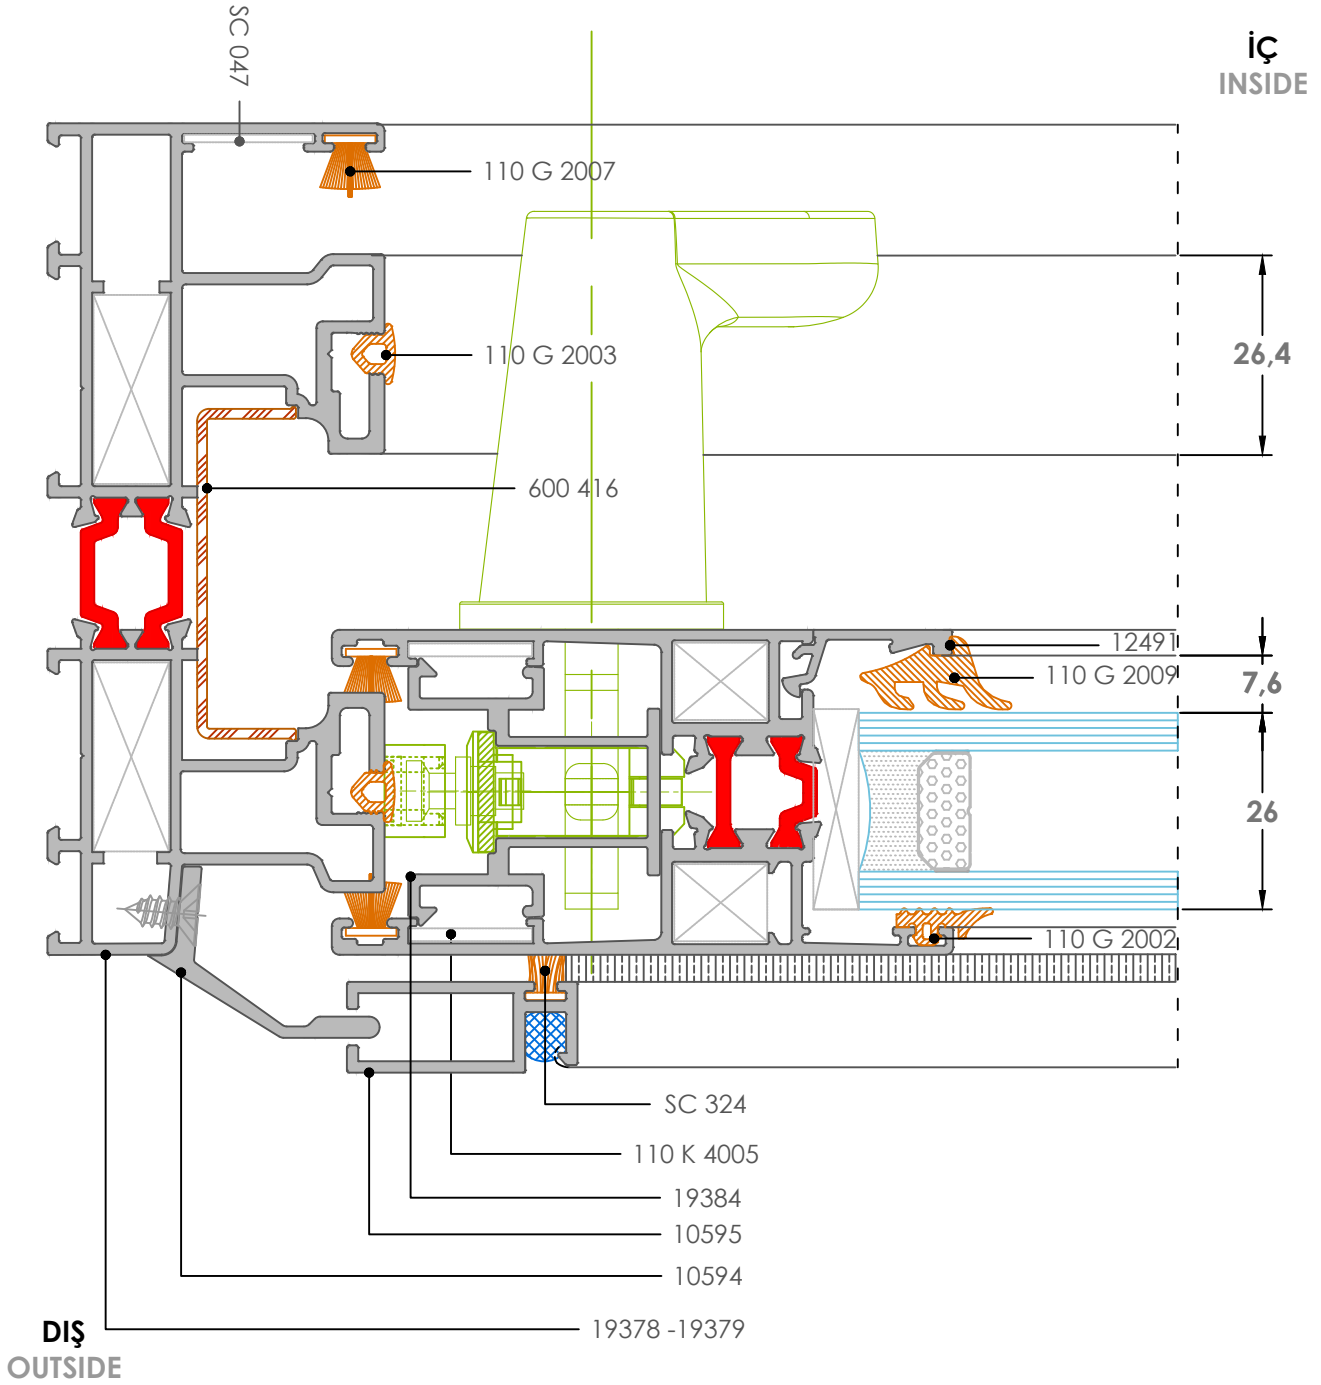 SC 047
İÇ
INSIDE
110 G 2007
110 G 2003
26,4
600 416
12491
110 G 2009
7,6
26
110 G 2002
SC 324
110 K 4005
19384
10595
10594
19378 -19379
DIŞ
OUTSIDE